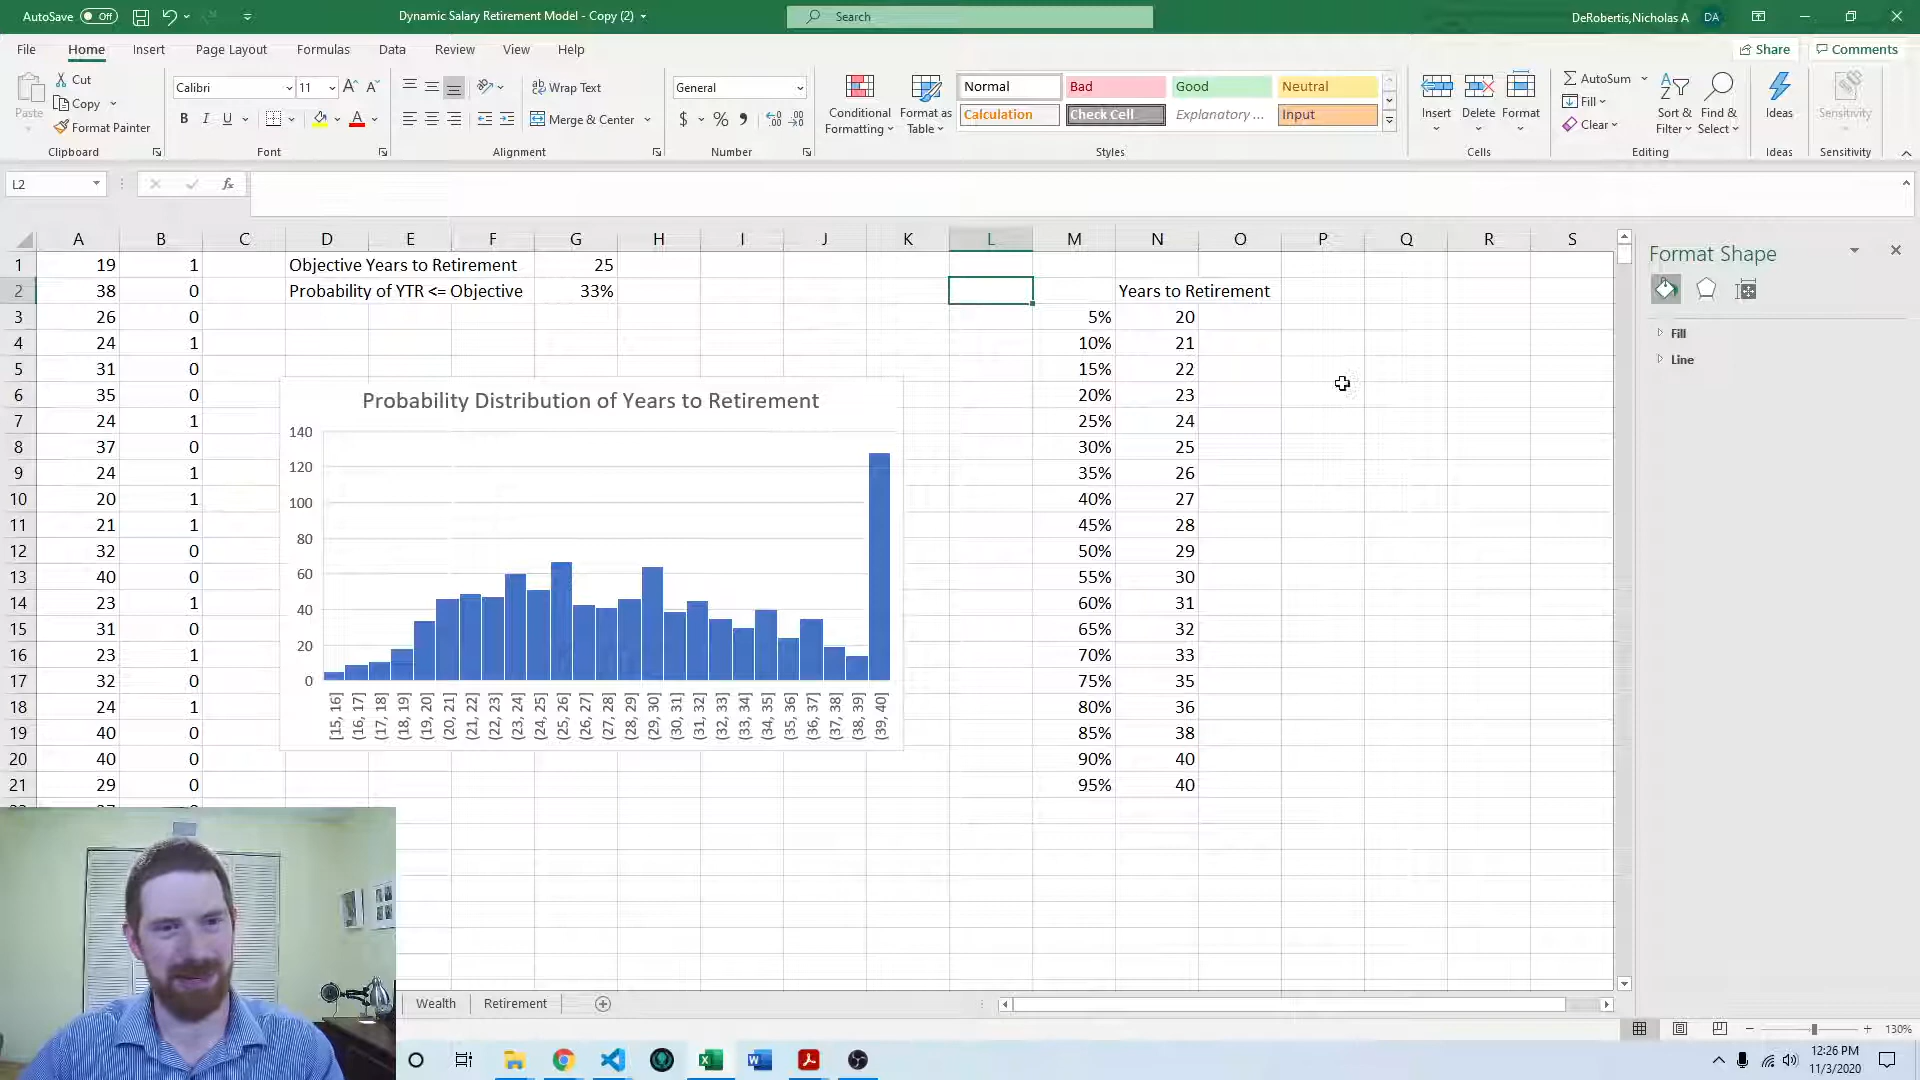 AutoSave Off
Dynamic Salary Retirement Model - Copy (2)
Search
DeRobertis,Nicholas A DA
File Home Insert Page Layout Formulas Data Review View Help
Share Comments
Paste
Cut
Copy
Format Painter
Clipboard
Calibri 11
B I U
Font
Wrap Text
Merge & Center
Alignment
General
$ % 9
Number
Conditional Formatting
Format as Table
Normal Bad Good Neutral
Calculation Check Cell Explanatory ... Input
Styles
Insert Delete Format
Cells
AutoSum
Fill
Clear
Sort & Filter
Find & Select
Editing
Ideas
Ideas
Sensitivity
Sensitivity
L2
fx
A B C D E F G H I J K L M N O P Q R S
1 19 1 Objective Years to Retirement 25
2 38 0 Probability of YTR <= Objective 33% Years to Retirement
3 26 0 5% 20
4 24 1 10% 21
5 31 0 15% 22
6 35 0 20% 23
7 24 1 25% 24
8 37 0 30% 25
9 24 1 35% 26
10 20 1 40% 27
11 21 1 45% 28
12 32 0 50% 29
13 40 0 55% 30
14 23 1 60% 31
15 31 0 65% 32
16 23 1 70% 33
17 32 0 75% 35
18 24 1 80% 36
19 40 0 85% 38
20 40 0 90% 40
21 29 0 95% 40
Probability Distribution of Years to Retirement
140
120
100
80
60
40
20
0
[15, 16] (16, 17] (17, 18] (18, 19] (19, 20] (20, 21] (21, 22] (22, 23] (23, 24] (24, 25] (25, 26] (26, 27] (27, 28] (28, 29] (29, 30] (30, 31] (31, 32] (32, 33] (33, 34] (34, 35] (35, 36] (36, 37] (37, 38] (38, 39] (39, 40]
Format Shape
Fill
Line
Wealth Retirement
130%
12:26 PM
11/3/2020